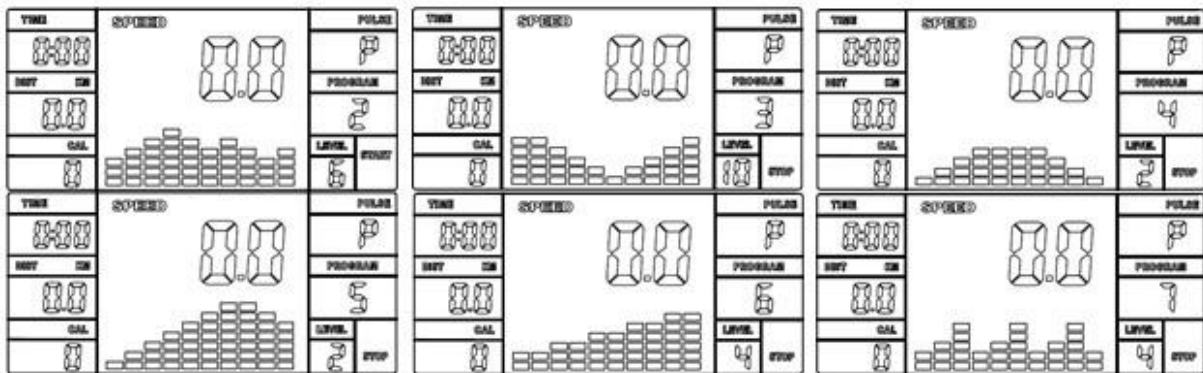 TIME SPEED PULSE
0:00 0.0 P
DIST KM PROGRAM
0.0 2
CAL LEVEL START
0 6
TIME SPEED PULSE
0:00 0.0 P
DIST KM PROGRAM
0.0 3
CAL LEVEL STOP
0 10
TIME SPEED PULSE
0:00 0.0 P
DIST KM PROGRAM
0.0 4
CAL LEVEL STOP
0 2
TIME SPEED PULSE
0:00 0.0 P
DIST KM PROGRAM
0.0 5
CAL LEVEL STOP
0 2
TIME SPEED PULSE
0:00 0.0 P
DIST KM PROGRAM
0.0 6
CAL LEVEL STOP
0 4
TIME SPEED PULSE
0:00 0.0 P
DIST KM PROGRAM
0.0 7
CAL LEVEL STOP
0 4